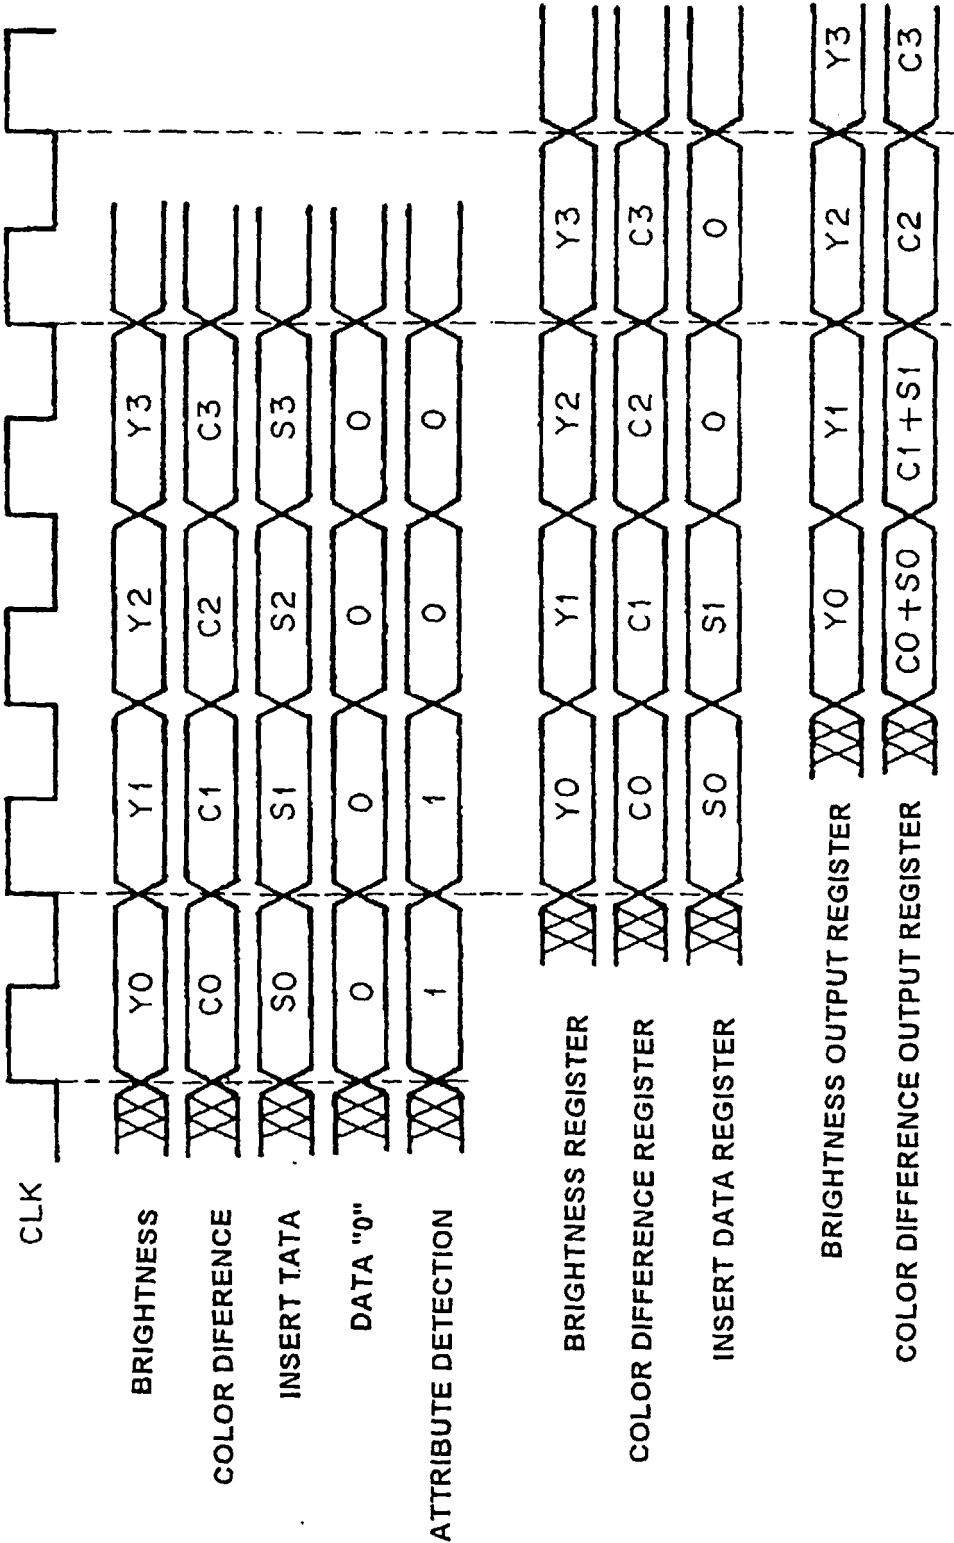 CLK
BRIGHTNESS Y0 Y1 Y2 Y3
COLOR DIFERENCE C0 C1 C2 C3
INSERT TATA S0 S1 S2 S3
DATA "0" 0 0 0 0
ATTRIBUTE DETECTION 1 1 0 0
BRIGHTNESS REGISTER Y0 Y1 Y2 Y3
COLOR DIFFERENCE REGISTER C0 C1 C2 C3
INSERT DATA REGISTER S0 S1 0 0
BRIGHTNESS OUTPUT REGISTER Y0 Y1 Y2 Y3
COLOR DIFFERENCE OUTPUT REGISTER C0+S0 C1+S1 C2 C3